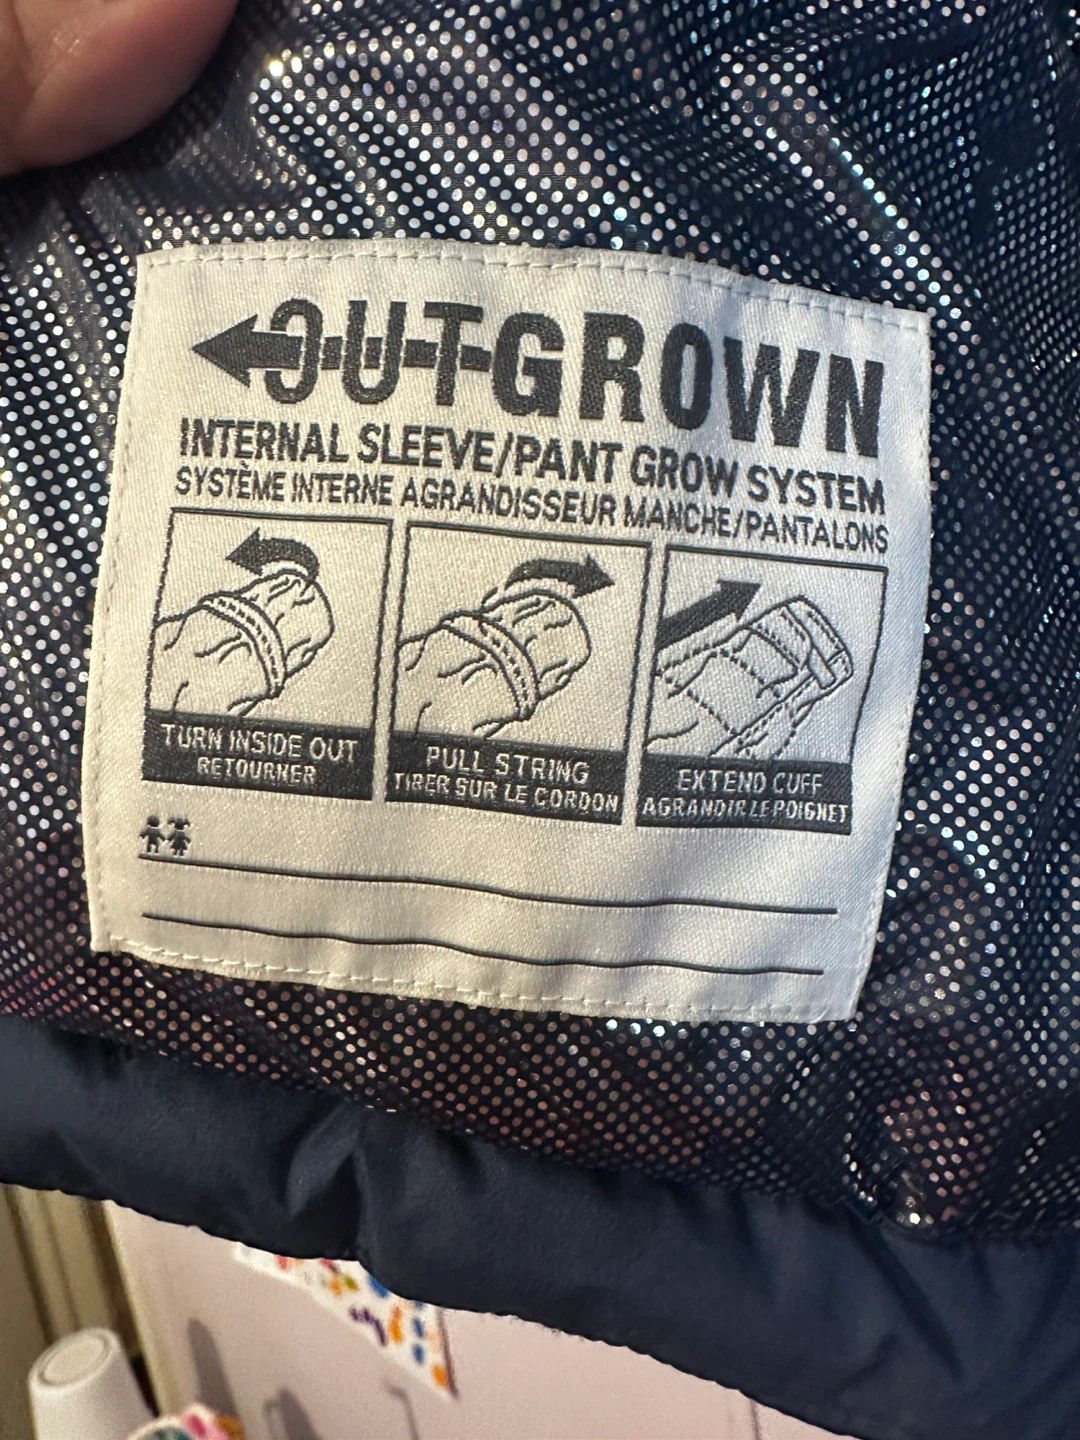 OUTGROWN
INTERNAL SLEEVE/PANT GROW SYSTEM
SYSTÈME INTERNE AGRANDISSEUR MANCHE/PANTALONS
TURN INSIDE OUT
RETOURNER
PULL STRING
TIRER SUR LE CORDON
EXTEND CUFF
AGRANDIR LE POIGNET